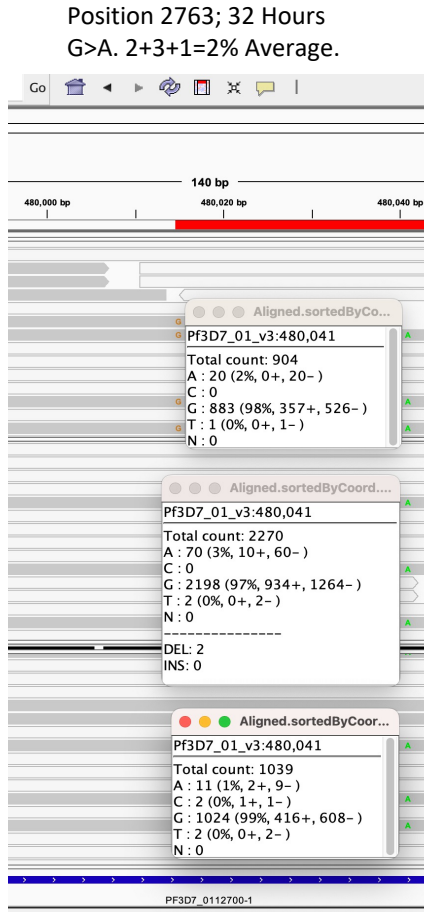 Position 2763; 32 Hours
G>A. 2+3+1=2% Average.
Go
140 bp
480,000 bp 480,020 bp 480,040 bp
Aligned.sortedByCo...
G
G Pf3D7_01_v3:480,041 A
Total count: 904
A : 20 (2%, 0+, 20- )
C : 0
G G : 883 (98%, 357+, 526- ) A
G T : 1 (0%, 0+, 1- ) A
N : 0
Aligned.sortedByCoord....
A
Pf3D7_01_v3:480,041
Total count: 2270
A : 70 (3%, 10+, 60- )
C : 0 A
G : 2198 (97%, 934+, 1264- )
T : 2 (0%, 0+, 2- )
N : 0 A
---------------
DEL: 2
INS: 0
Aligned.sortedByCoor...
Pf3D7_01_v3:480,041 A
Total count: 1039
A : 11 (1%, 2+, 9- )
C : 2 (0%, 1+, 1- ) A
G : 1024 (99%, 416+, 608- )
T : 2 (0%, 0+, 2- ) A
N : 0
PF3D7_0112700-1